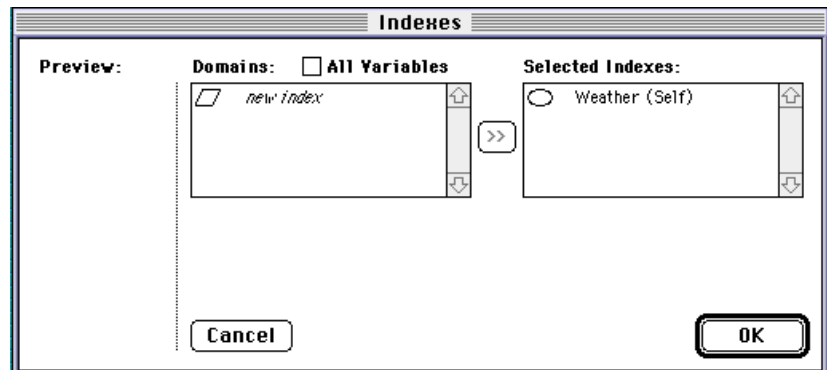 Indexes
Preview: Domains: All Variables Selected Indexes:
new index >> Weather (Self)
Cancel OK